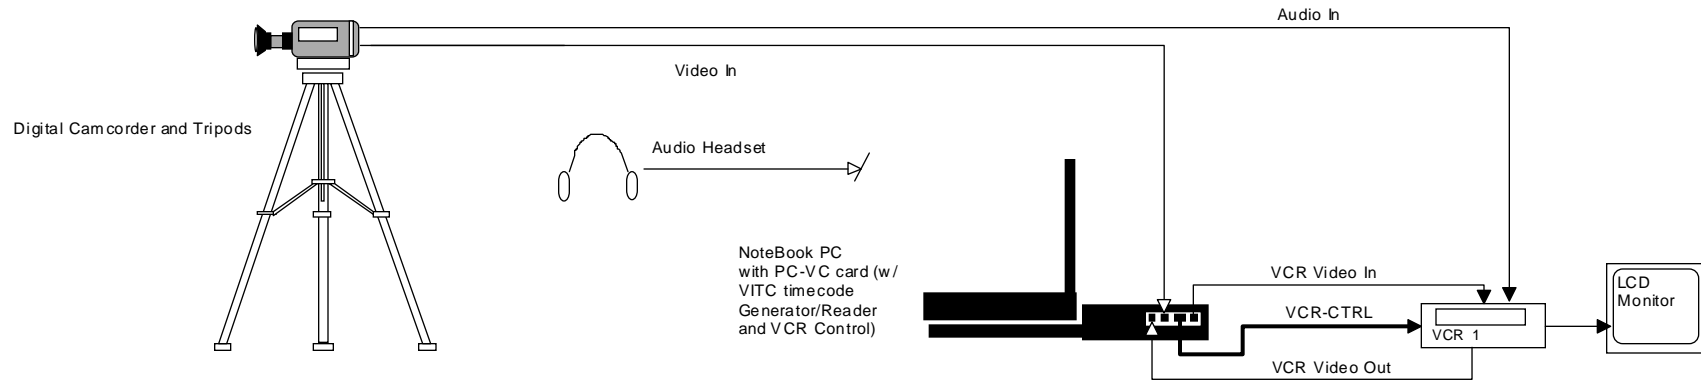 Audio In
Video In
Digital Camcorder and Tripods
Audio Headset
NoteBook PC
with PC-VC card (w/
VITC timecode
Generator/Reader
and VCR Control)
VCR Video In
LCD
Monitor
VCR-CTRL
VCR 1
VCR Video Out